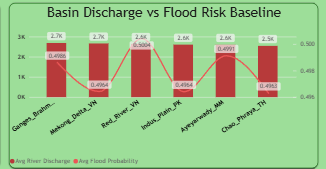 Basin Discharge vs Flood Risk Baseline
3K
2K
1K
0K
2.7K
2.7K
2.6K
2.6K
2.6K
2.5K
0.4986
0.4964
0.5004
0.4964
0.4991
0.4963
0.500
0.498
0.496
Ganges_Brahm...
Mekong_Delta_VN
Red_River_VN
Indus_Plain_PK
Ayeyarwady_MM
Chao_Phraya_TH
Avg River Discharge
Avg Flood Probability